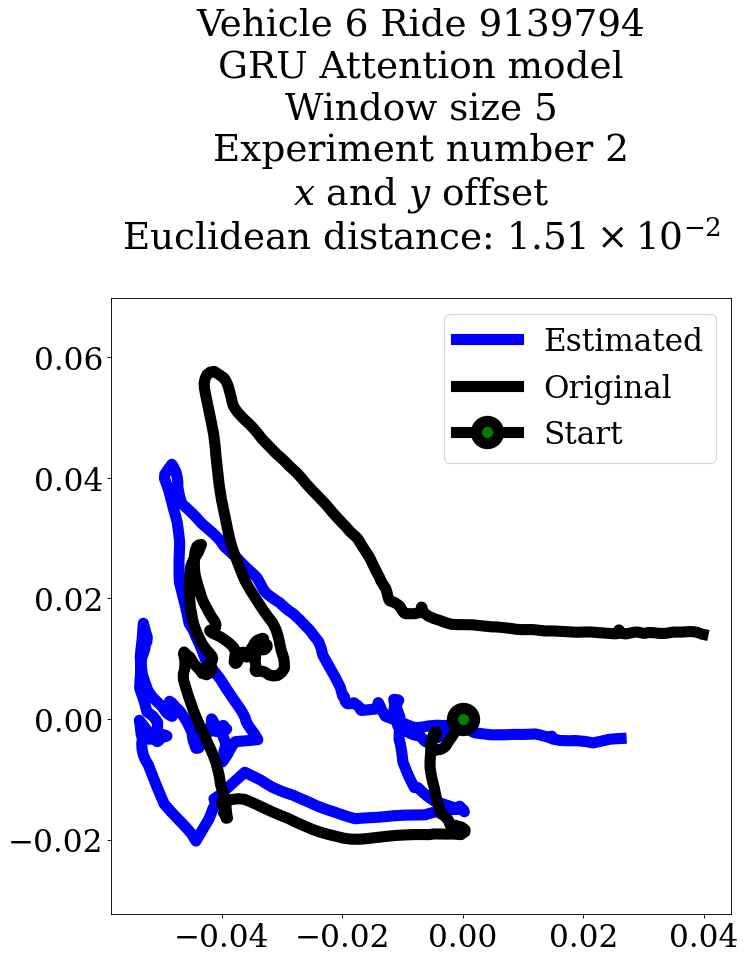 Vehicle 6 Ride 9139794
GRU Attention model
Window size 5
Experiment number 2
x and y offset
Euclidean distance: 1.51 × 10⁻²
Estimated
Original
Start
0.06
0.04
0.02
0.00
−0.02
−0.04 −0.02 0.00 0.02 0.04